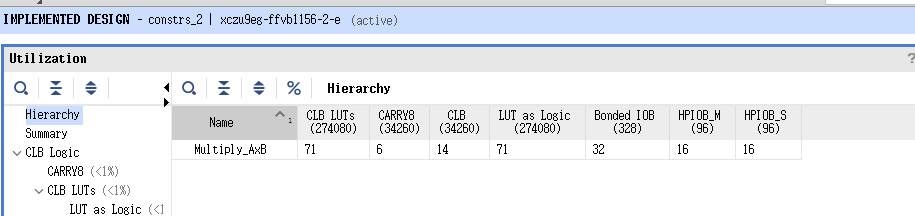 IMPLEMENTED DESIGN - constrs_2 | xczu9eg-ffvb1156-2-e (active)
Utilization
?
Hierarchy
%
Hierarchy
Summary
CLB Logic
CARRY8 (<1%)
CLB LUTs (<1%)
LUT as Logic (<1
Name 1 CLB LUTs (274080) CARRY8 (34260) CLB (34260) LUT as Logic (274080) Bonded IOB (328) HPIOB_M (96) HPIOB_S (96)
Multiply_AxB 71 6 14 71 32 16 16